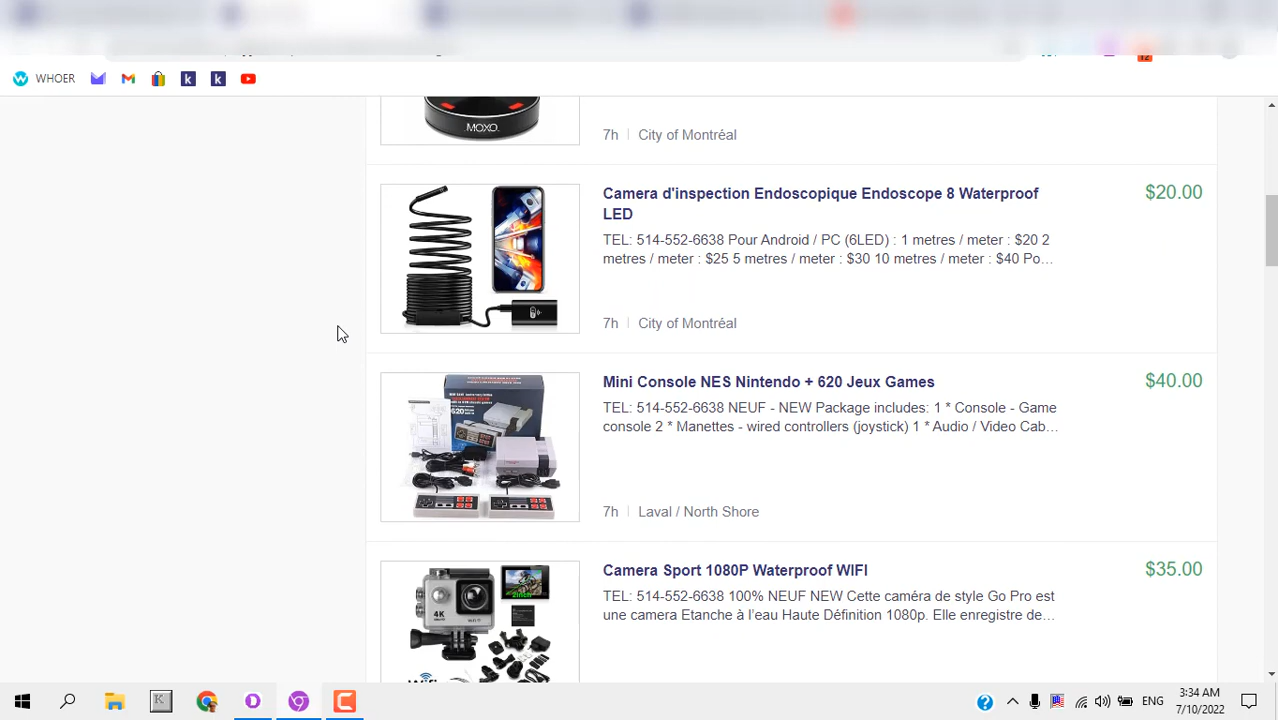 WHOER
MOXO
7h City of Montréal
Camera d'inspection Endoscopique Endoscope 8 Waterproof
LED
$20.00
TEL: 514-552-6638 Pour Android / PC (6LED) : 1 metres / meter : $20 2
metres / meter : $25 5 metres / meter : $30 10 metres / meter : $40 Po...
7h City of Montréal
Mini Console NES Nintendo + 620 Jeux Games
$40.00
TEL: 514-552-6638 NEUF - NEW Package includes: 1 * Console - Game
console 2 * Manettes - wired controllers (joystick) 1 * Audio / Video Cab...
620
7h Laval / North Shore
Camera Sport 1080P Waterproof WIFI
$35.00
TEL: 514-552-6638 100% NEUF NEW Cette caméra de style Go Pro est
une camera Etanche à l'eau Haute Définition 1080p. Elle enregistre de...
4K
2inch
WiFi
ENG
3:34 AM
7/10/2022